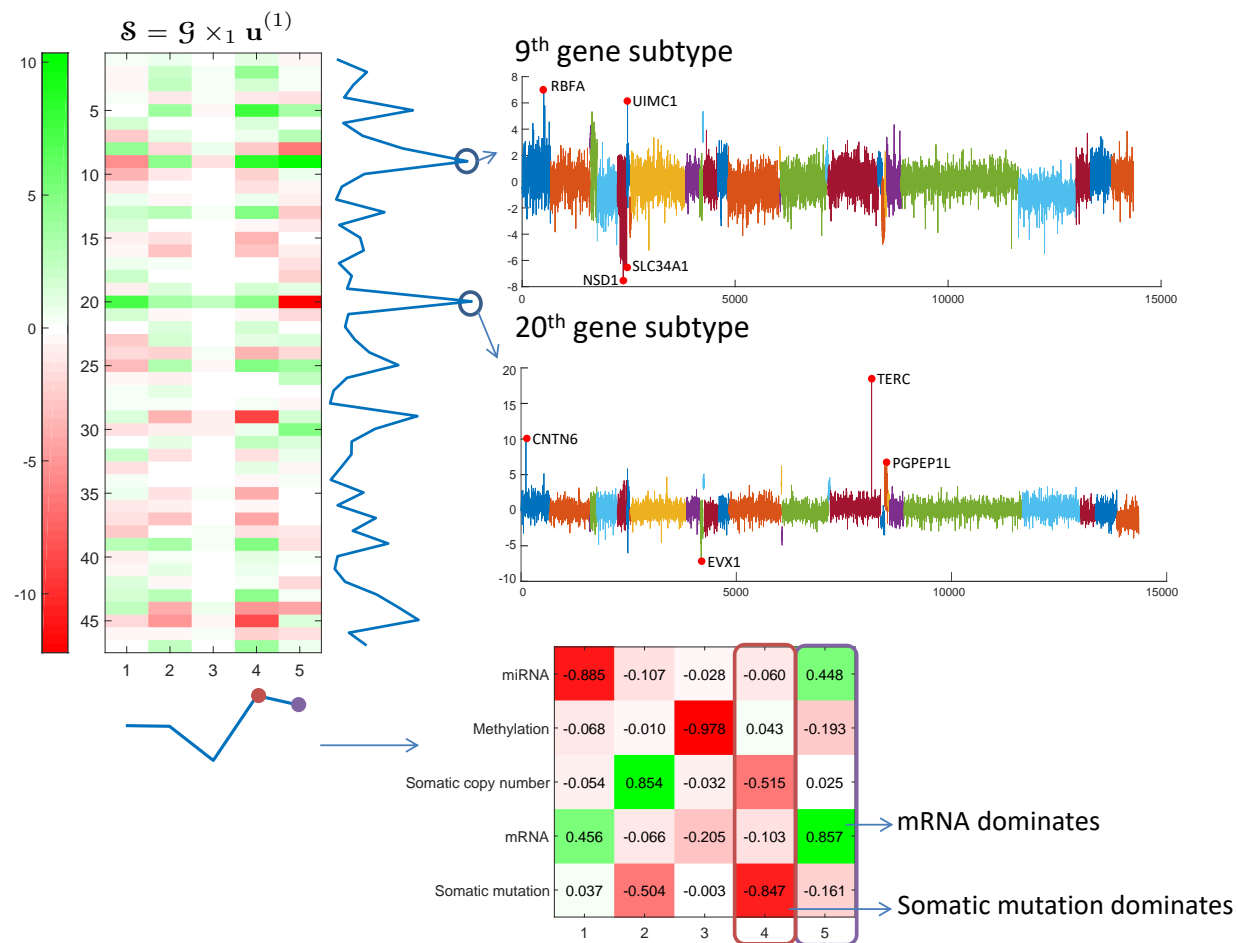 𝓢 = 𝓖 ×₁ 𝐮⁽¹⁾
10
5
0
-5
-10
5
10
15
20
25
30
35
40
45
1 2 3 4 5
9th gene subtype
8
6
4
2
0
-2
-4
-6
-8
RBFA
UIMC1
SLC34A1
NSD1
0 5000 10000 15000
20th gene subtype
20
15
10
5
0
-5
-10
TERC
CNTN6
PGPEP1L
EVX1
0 5000 10000 15000
miRNA -0.885 -0.107 -0.028 -0.060 0.448
Methylation -0.068 -0.010 -0.978 0.043 -0.193
Somatic copy number -0.054 0.854 -0.032 -0.515 0.025
mRNA 0.456 -0.066 -0.205 -0.103 0.857
mRNA dominates
Somatic mutation 0.037 -0.504 -0.003 -0.847 -0.161
Somatic mutation dominates
1 2 3 4 5